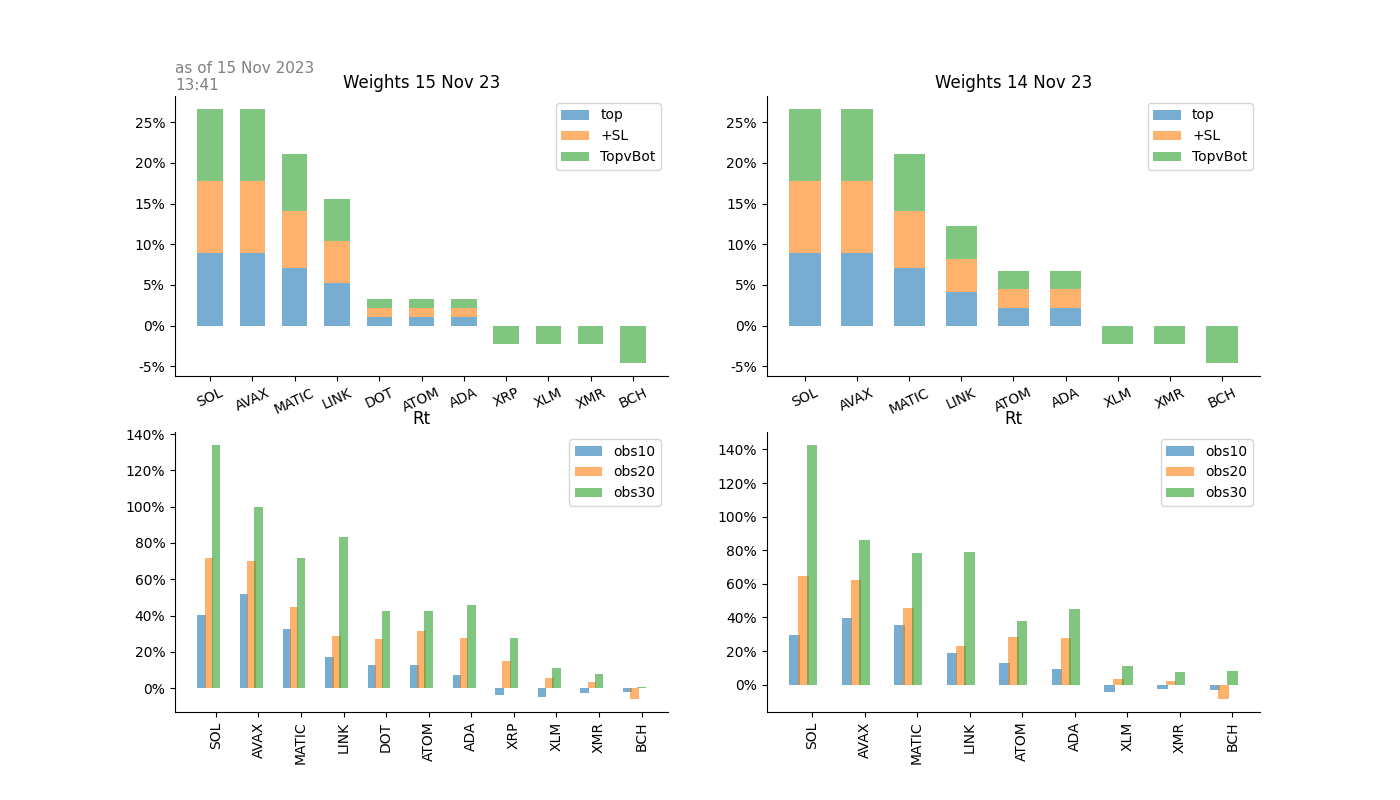 as of 15 Nov 2023
13:41
Weights 15 Nov 23
25%
20%
15%
10%
5%
0%
-5%
top
+SL
TopvBot
SOL AVAX MATIC LINK DOT ATOM ADA XRP XLM XMR BCH
Weights 14 Nov 23
25%
20%
15%
10%
5%
0%
-5%
top
+SL
TopvBot
SOL AVAX MATIC LINK ATOM ADA XLM XMR BCH
Rt
140%
120%
100%
80%
60%
40%
20%
0%
obs10
obs20
obs30
SOL AVAX MATIC LINK DOT ATOM ADA XRP XLM XMR BCH
Rt
140%
120%
100%
80%
60%
40%
20%
0%
obs10
obs20
obs30
SOL AVAX MATIC LINK ATOM ADA XLM XMR BCH